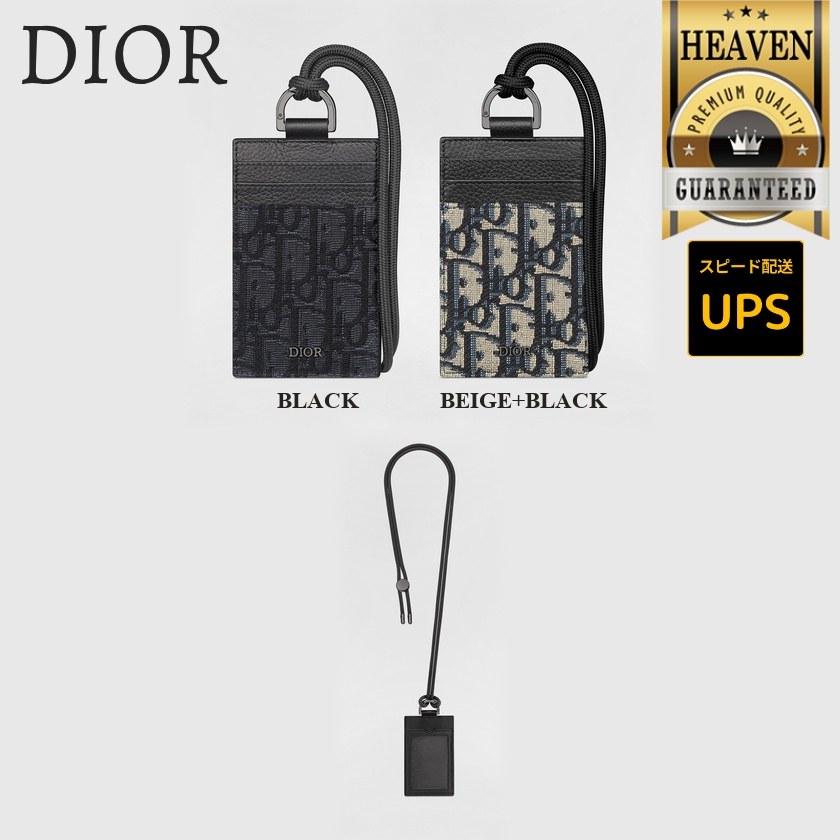 DIOR
HEAVEN
PREMIUM QUALITY
GUARANTEED
スピード配送
UPS
DIOR
DIOR
BLACK
BEIGE+BLACK